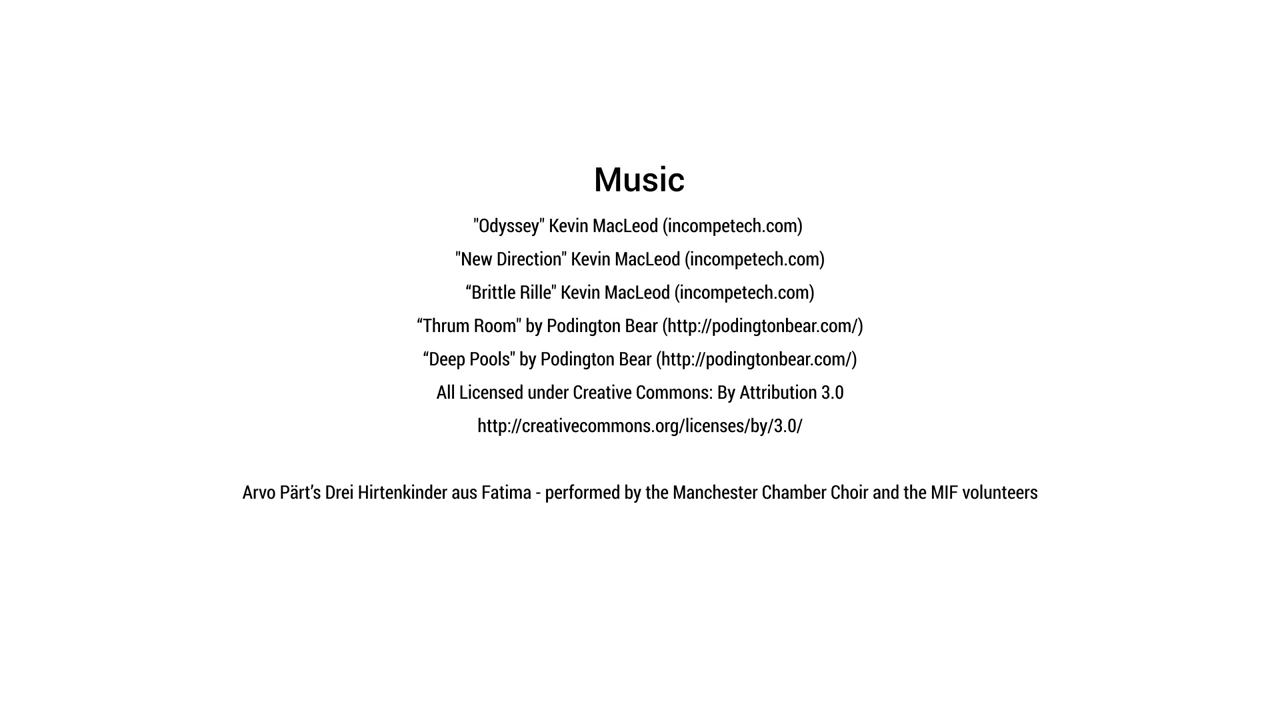 Music
"Odyssey" Kevin MacLeod (incompetech.com)
"New Direction" Kevin MacLeod (incompetech.com)
“Brittle Rille" Kevin MacLeod (incompetech.com)
“Thrum Room" by Podington Bear (http://podingtonbear.com/)
“Deep Pools" by Podington Bear (http://podingtonbear.com/)
All Licensed under Creative Commons: By Attribution 3.0
http://creativecommons.org/licenses/by/3.0/
Arvo Pärt’s Drei Hirtenkinder aus Fatima - performed by the Manchester Chamber Choir and the MIF volunteers